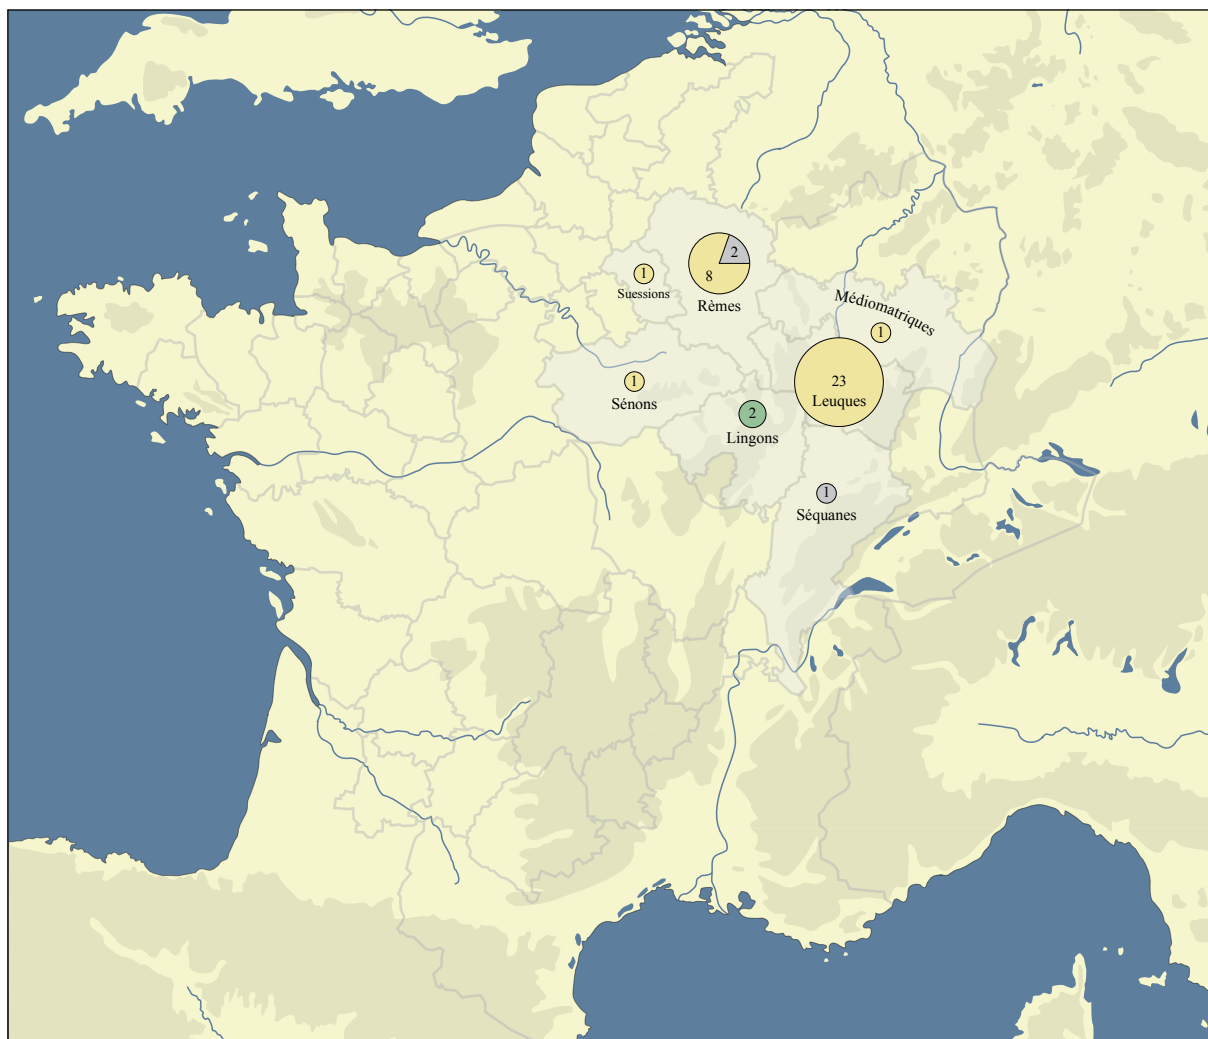 2
8
Rèmes
1
Suessions
Médiomatriques
1
23
Leuques
1
Sénons
2
Lingons
1
Séquanes